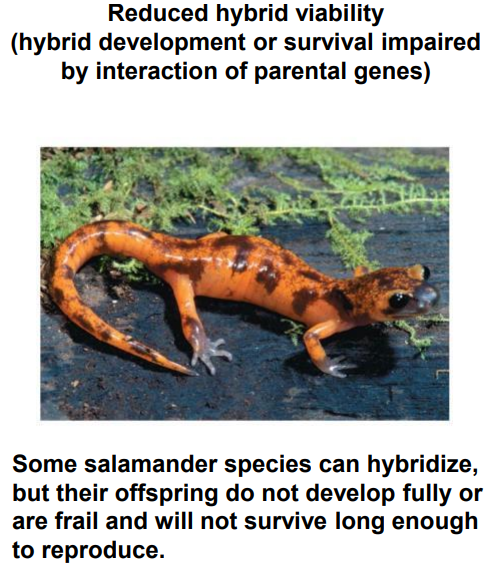 Reduced hybrid viability
(hybrid development or survival impaired
by interaction of parental genes)
Some salamander species can hybridize,
but their offspring do not develop fully or
are frail and will not survive long enough
to reproduce.